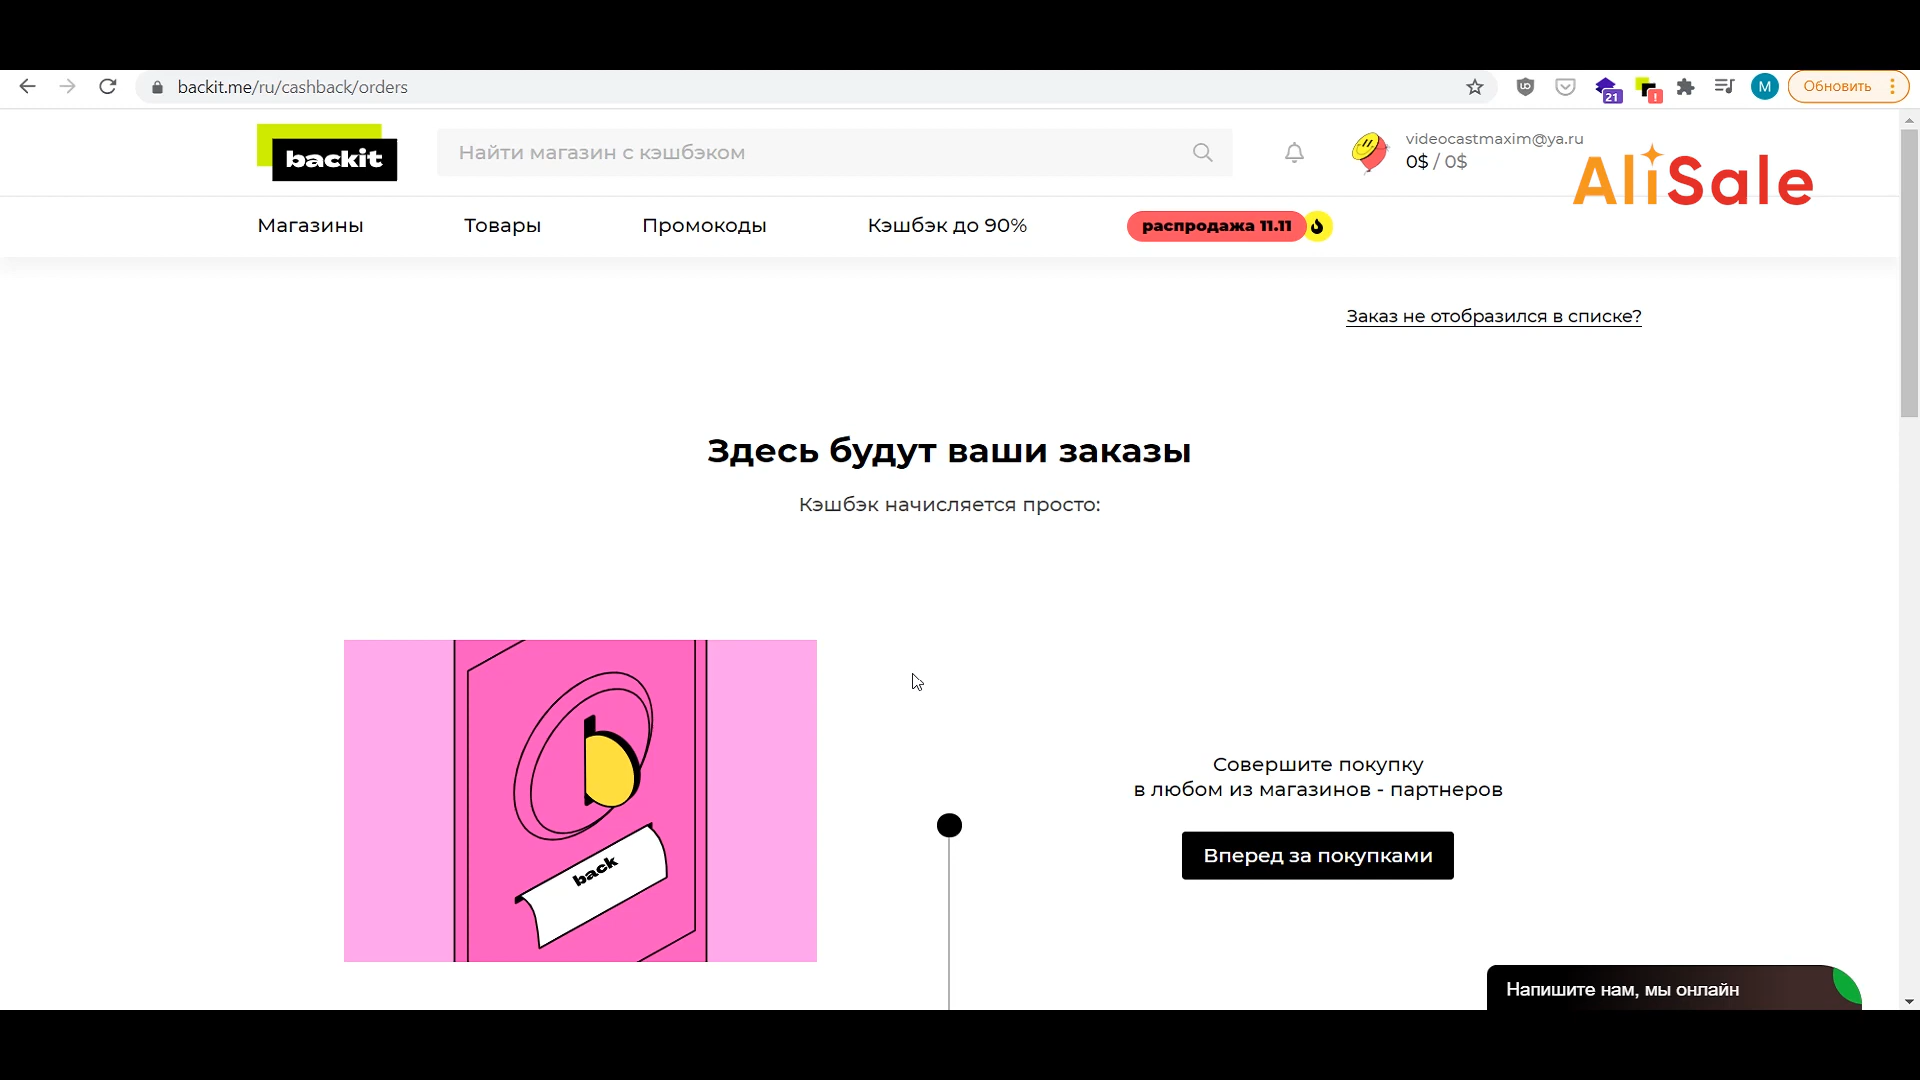 backit.me/ru/cashback/orders
21
!
M
Обновить
backit
Найти магазин с кэшбэком
videocastmaxim@ya.ru
0$ / 0$
AliSale
Магазины
Товары
Промокоды
Кэшбэк до 90%
распродажа 11.11
Заказ не отобразился в списке?
Здесь будут ваши заказы
Кэшбэк начисляется просто:
b
back
Совершите покупку
в любом из магазинов - партнеров
Вперед за покупками
Напишите нам, мы онлайн